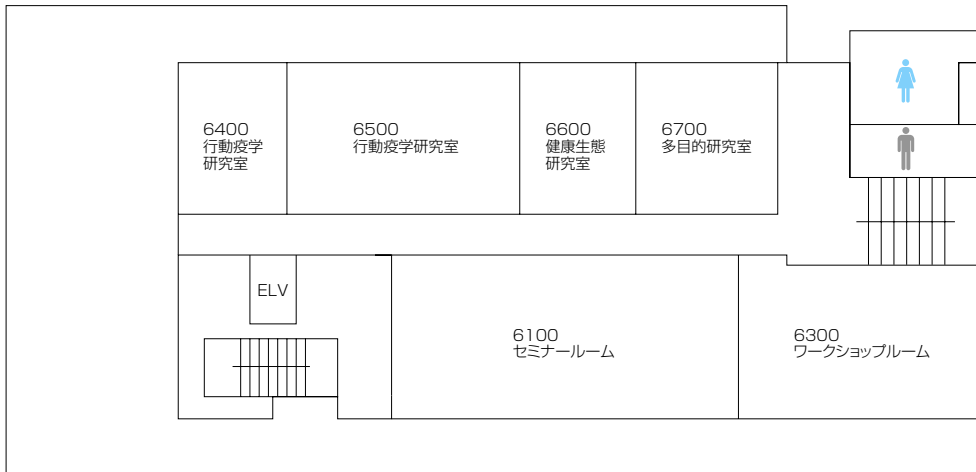 6400
行動疫学
研究室
6500
行動疫学研究室
6600
健康生態
研究室
6700
多目的研究室
ELV
6100
セミナールーム
6300
ワークショップルーム